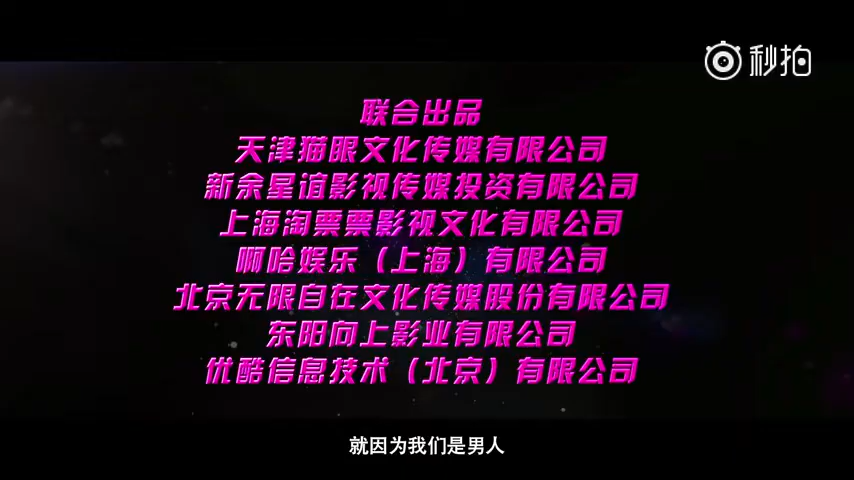 秒拍
联合出品
天津猫眼文化传媒有限公司
新余星谊影视传媒投资有限公司
上海淘票票影视文化有限公司
啊哈娱乐（上海）有限公司
北京无限自在文化传媒股份有限公司
东阳向上影业有限公司
优酷信息技术（北京）有限公司
就因为我们是男人